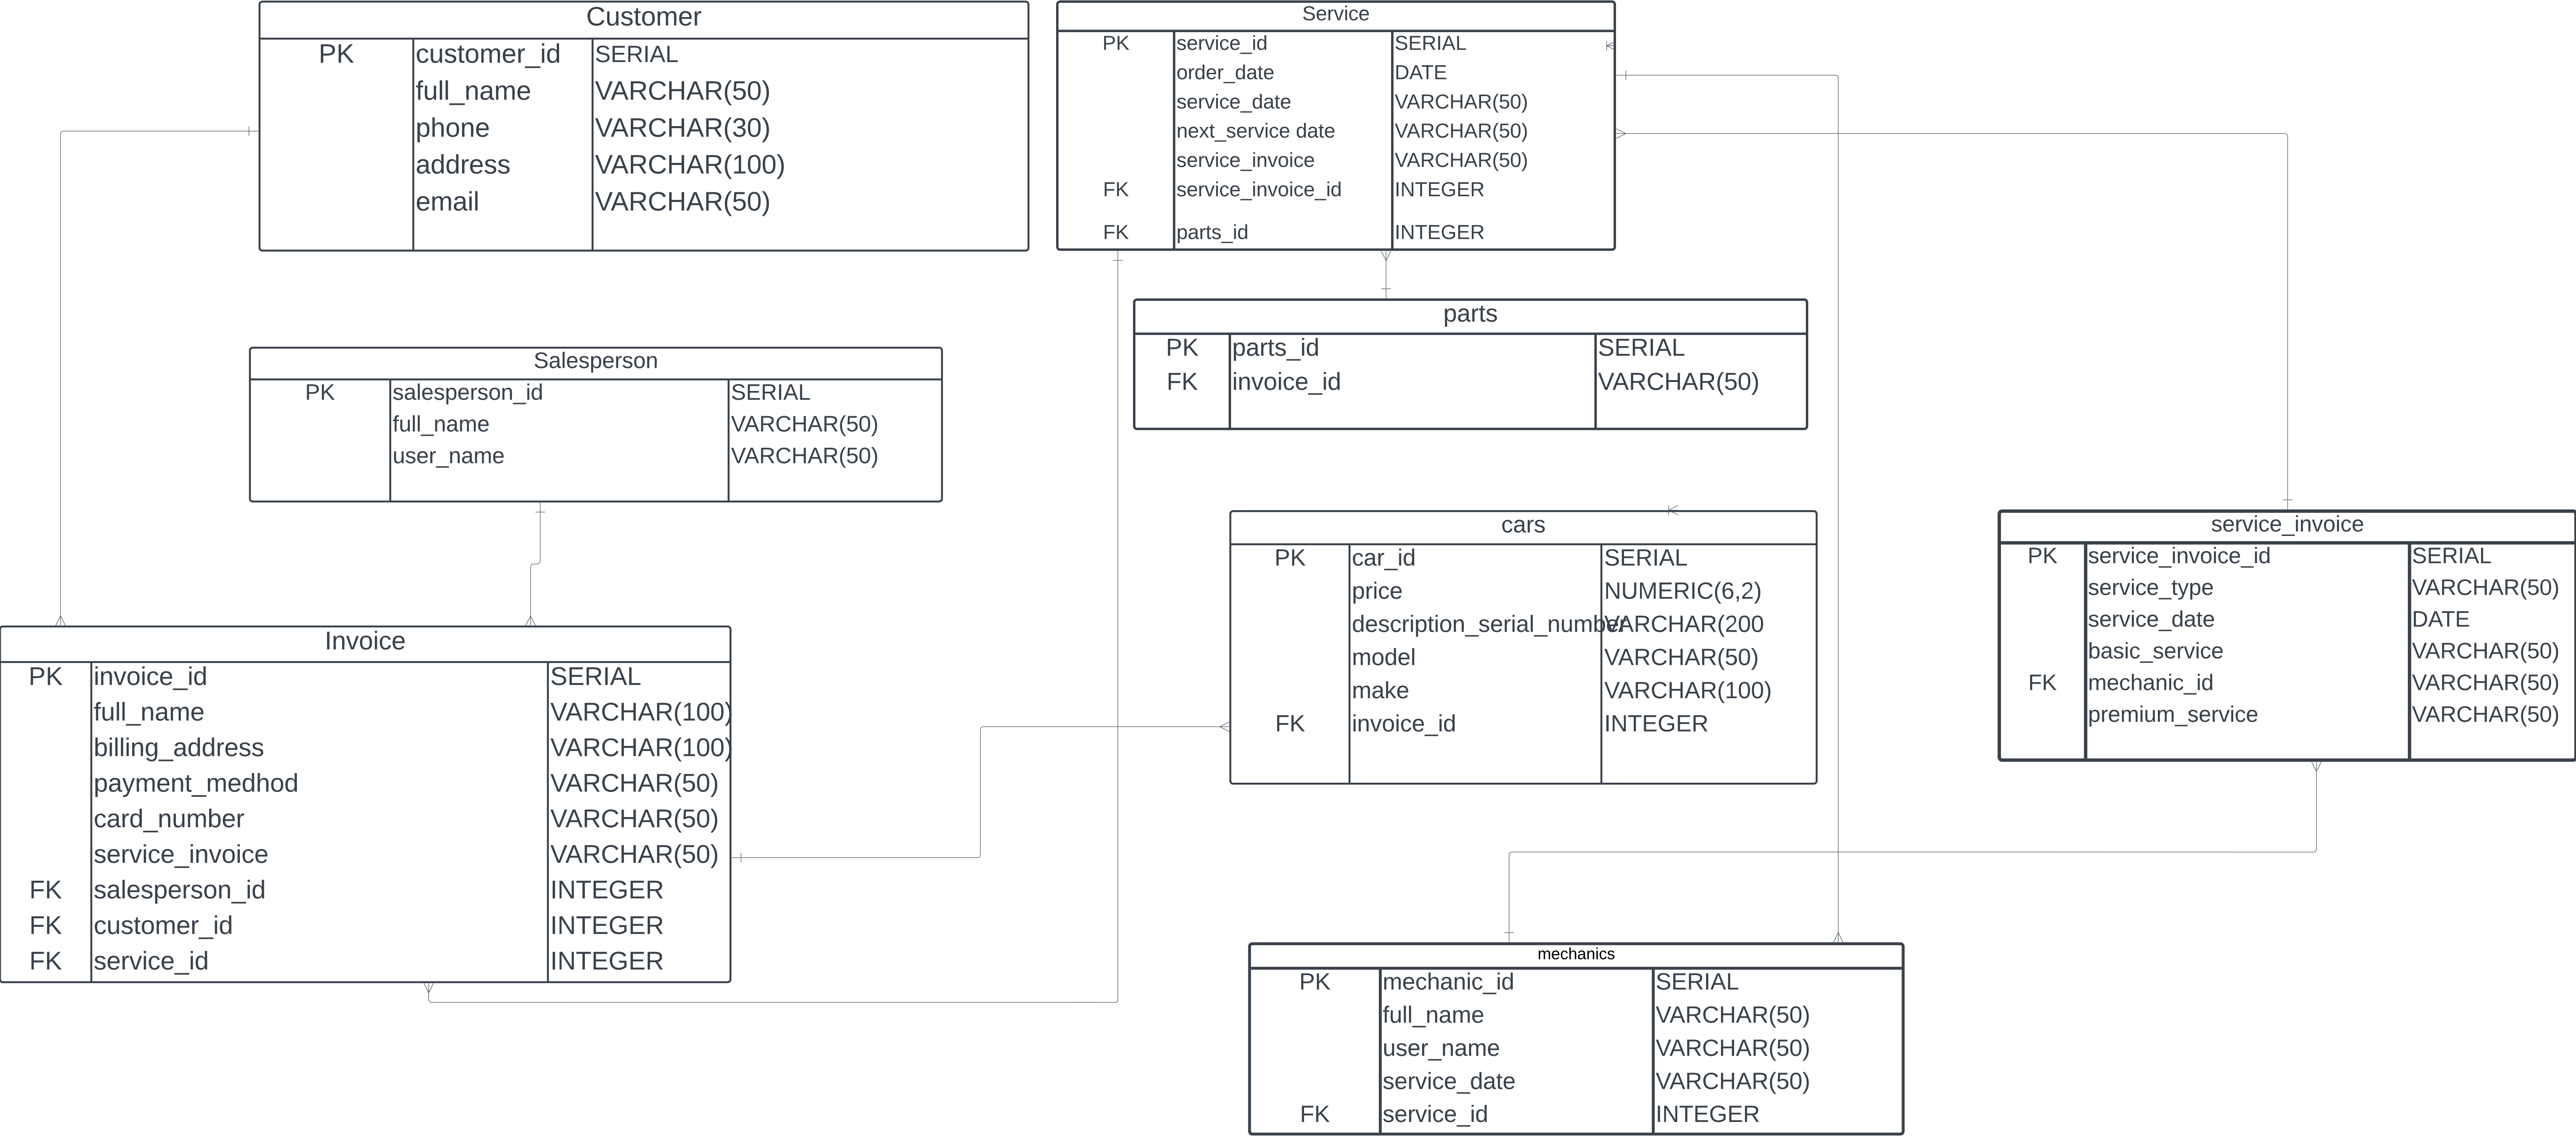 Customer
PK customer_id SERIAL
full_name VARCHAR(50)
phone VARCHAR(30)
address VARCHAR(100)
email VARCHAR(50)
Service
PK service_id SERIAL
order_date DATE
service_date VARCHAR(50)
next_service date VARCHAR(50)
service_invoice VARCHAR(50)
FK service_invoice_id INTEGER
FK parts_id INTEGER
parts
PK parts_id SERIAL
FK invoice_id VARCHAR(50)
Salesperson
PK salesperson_id SERIAL
full_name VARCHAR(50)
user_name VARCHAR(50)
cars
PK car_id SERIAL
price NUMERIC(6,2)
description_serial_number VARCHAR(200
model VARCHAR(50)
make VARCHAR(100)
FK invoice_id INTEGER
service_invoice
PK service_invoice_id SERIAL
service_type VARCHAR(50)
service_date DATE
basic_service VARCHAR(50)
FK mechanic_id VARCHAR(50)
premium_service VARCHAR(50)
Invoice
PK invoice_id SERIAL
full_name VARCHAR(100)
billing_address VARCHAR(100)
payment_medhod VARCHAR(50)
card_number VARCHAR(50)
service_invoice VARCHAR(50)
FK salesperson_id INTEGER
FK customer_id INTEGER
FK service_id INTEGER
mechanics
PK mechanic_id SERIAL
full_name VARCHAR(50)
user_name VARCHAR(50)
service_date VARCHAR(50)
FK service_id INTEGER